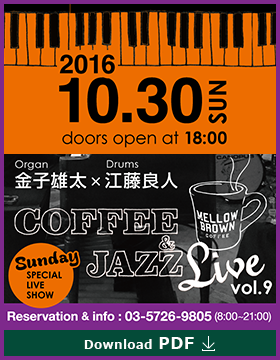 2016
10.30 SUN
doors open at 18:00
Organ Drums
金子雄太 × 江藤良人
COFFEE
&
JAZZ
Live
vol.9
MELLOW
BROWN
COFFEE
Sunday
SPECIAL
LIVE
SHOW
Reservation & info : 03-5726-9805 (8:00~21:00)
Download PDF